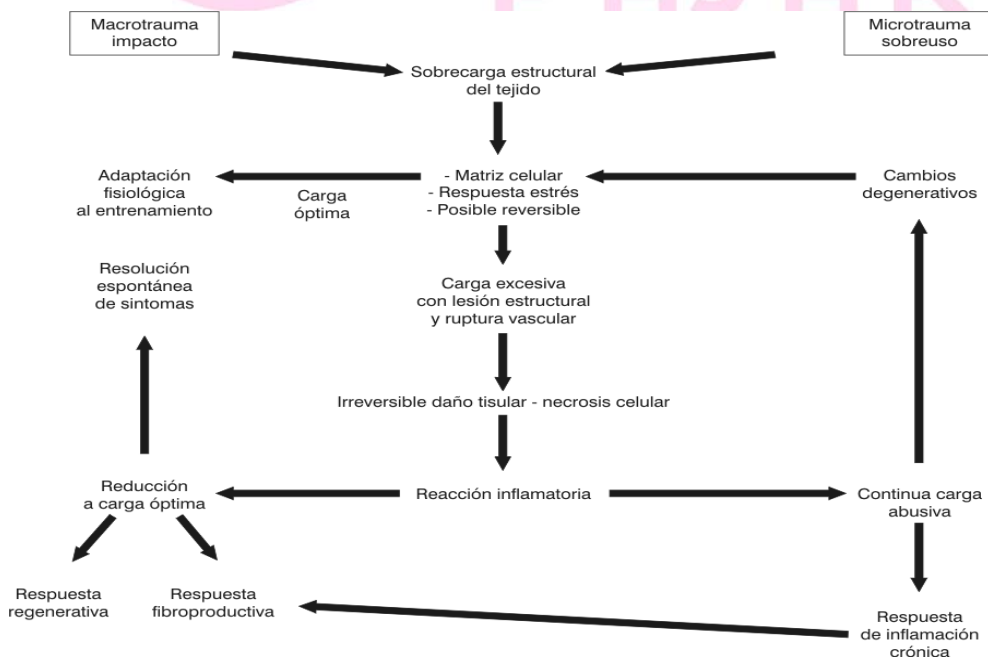 Macrotrauma
impacto
Microtrauma
sobreuso
Sobrecarga estructural
del tejido
Adaptación
fisiológica
al entrenamiento
Carga
óptima
- Matriz celular
- Respuesta estrés
- Posible reversible
Cambios
degenerativos
Resolución
espontánea
de sintomas
Carga excesiva
con lesión estructural
y ruptura vascular
Irreversible daño tisular - necrosis celular
Reducción
a carga óptima
Reacción inflamatoria
Continua carga
abusiva
Respuesta
regenerativa
Respuesta
fibroproductiva
Respuesta
de inflamación
crónica